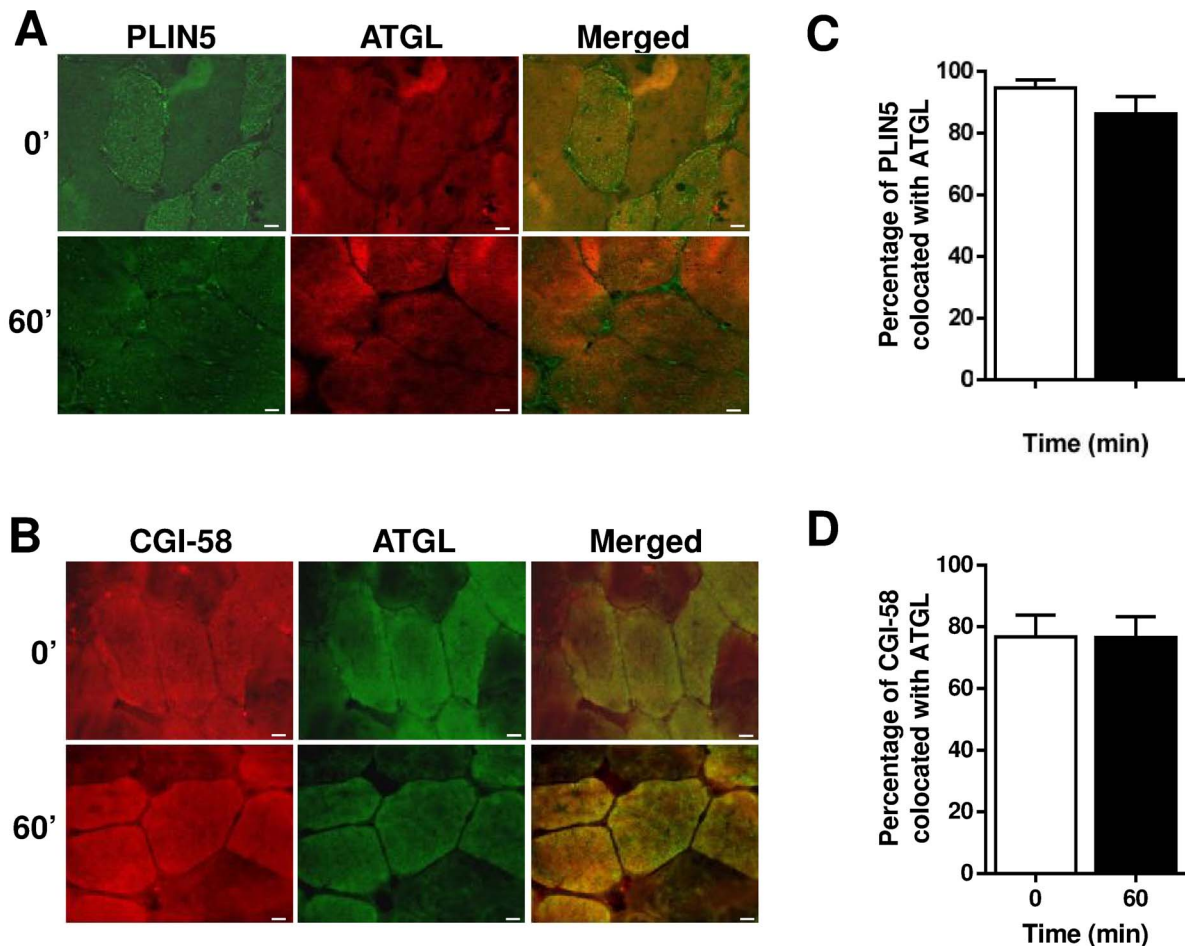 A
PLIN5 ATGL Merged
0’
60’
B
CGI-58 ATGL Merged
0’
60’
C
Percentage of PLIN5
colocated with ATGL
100
80
60
40
20
0
Time (min)
D
Percentage of CGI-58
colocated with ATGL
100
80
60
40
20
0
0 60
Time (min)